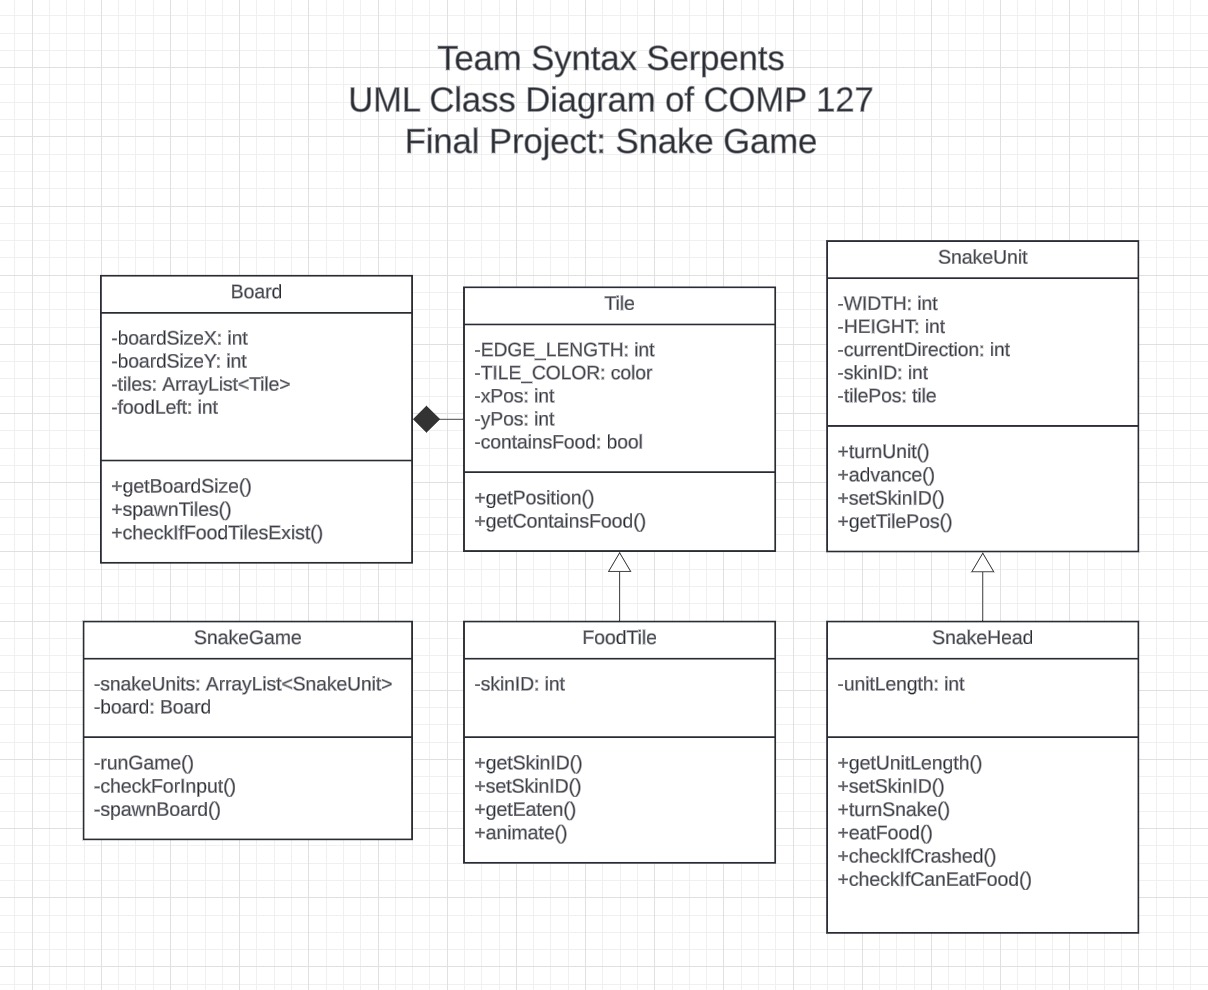 Team Syntax Serpents
UML Class Diagram of COMP 127
Final Project: Snake Game
Board
-boardSizeX: int
-boardSizeY: int
-tiles: ArrayList<Tile>
-foodLeft: int
+getBoardSize()
+spawnTiles()
+checkIfFoodTilesExist()
Tile
-EDGE_LENGTH: int
-TILE_COLOR: color
-xPos: int
-yPos: int
-containsFood: bool
+getPosition()
+getContainsFood()
SnakeUnit
-WIDTH: int
-HEIGHT: int
-currentDirection: int
-skinID: int
-tilePos: tile
+turnUnit()
+advance()
+setSkinID()
+getTilePos()
SnakeGame
-snakeUnits: ArrayList<SnakeUnit>
-board: Board
-runGame()
-checkForInput()
-spawnBoard()
FoodTile
-skinID: int
+getSkinID()
+setSkinID()
+getEaten()
+animate()
SnakeHead
-unitLength: int
+getUnitLength()
+setSkinID()
+turnSnake()
+eatFood()
+checkIfCrashed()
+checkIfCanEatFood()